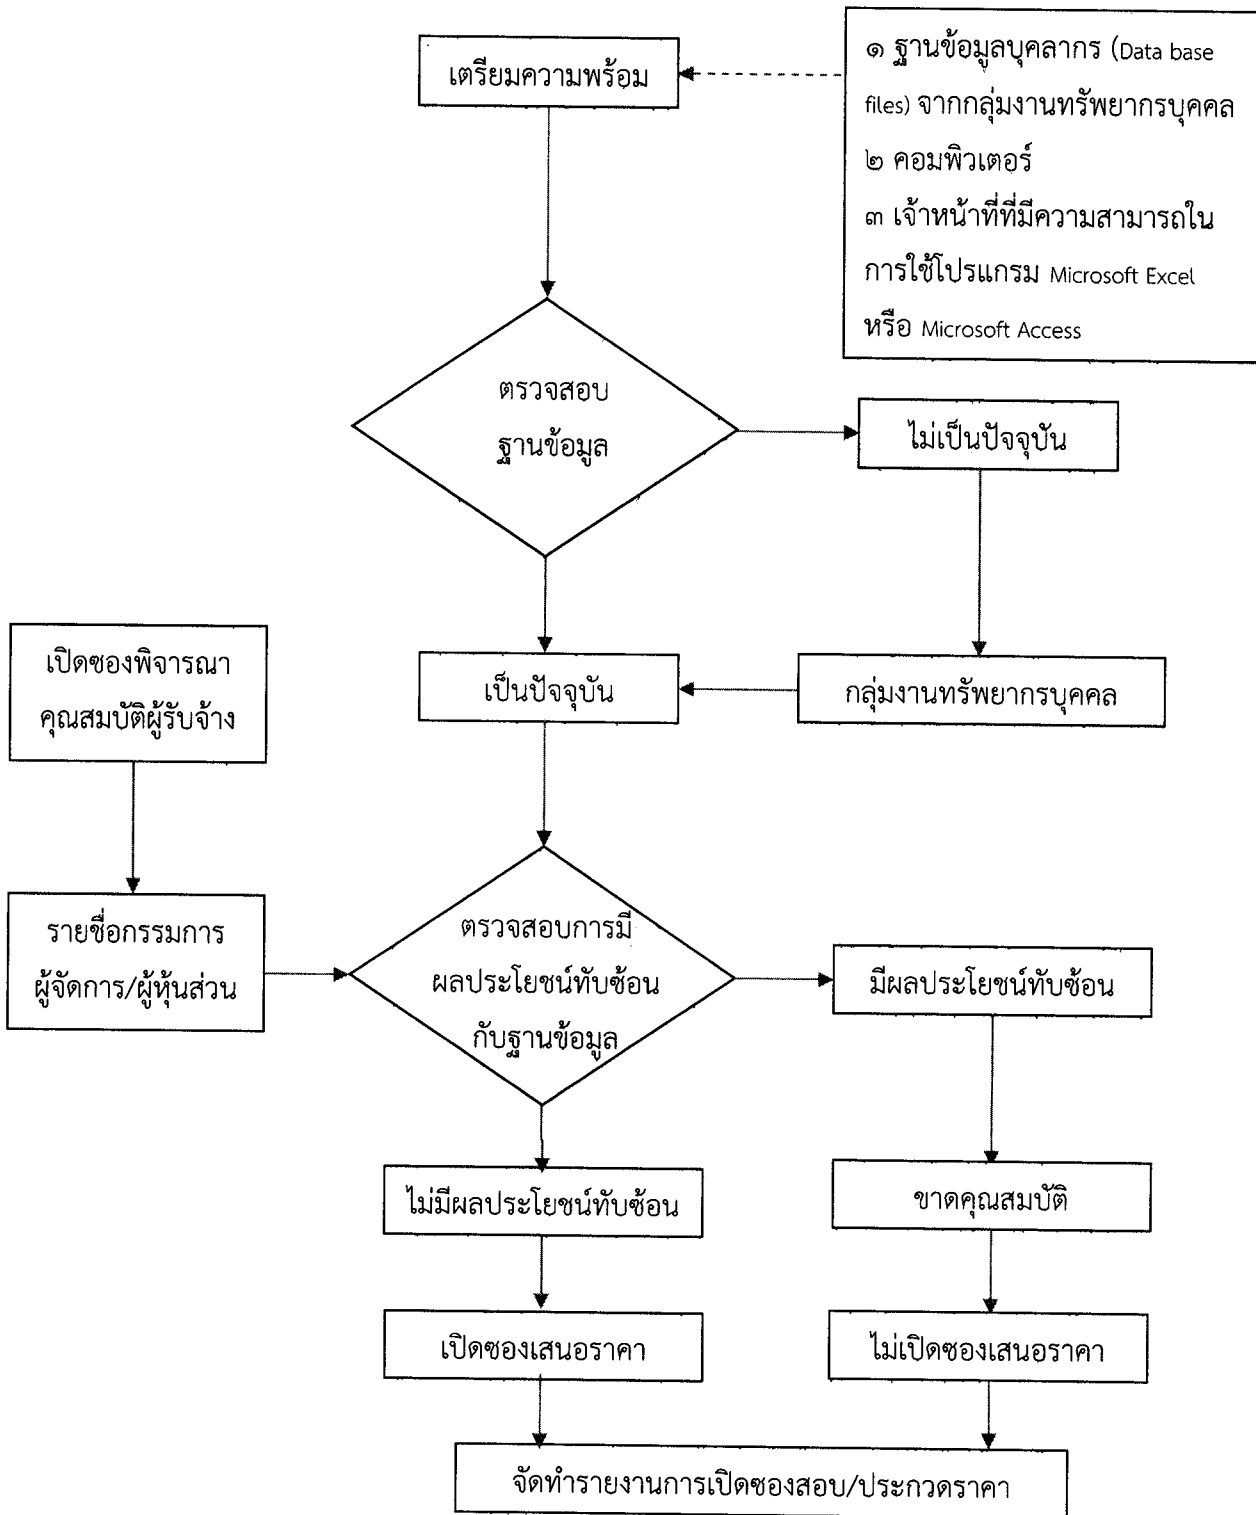 เตรียมความพร้อม
๑ ฐานข้อมูลบุคลากร (Data base
files) จากกลุ่มงานทรัพยากรบุคคล
๒ คอมพิวเตอร์
๓ เจ้าหน้าที่ที่มีความสามารถใน
การใช้โปรแกรม Microsoft Excel
หรือ Microsoft Access
ตรวจสอบ
ฐานข้อมูล
ไม่เป็นปัจจุบัน
เปิดซองพิจารณา
คุณสมบัติผู้รับจ้าง
เป็นปัจจุบัน
กลุ่มงานทรัพยากรบุคคล
รายชื่อกรรมการ
ผู้จัดการ/ผู้หุ้นส่วน
ตรวจสอบการมี
ผลประโยชน์ทับซ้อน
กับฐานข้อมูล
มีผลประโยชน์ทับซ้อน
ไม่มีผลประโยชน์ทับซ้อน
ขาดคุณสมบัติ
เปิดซองเสนอราคา
ไม่เปิดซองเสนอราคา
จัดทำรายงานการเปิดซองสอบ/ประกวดราคา